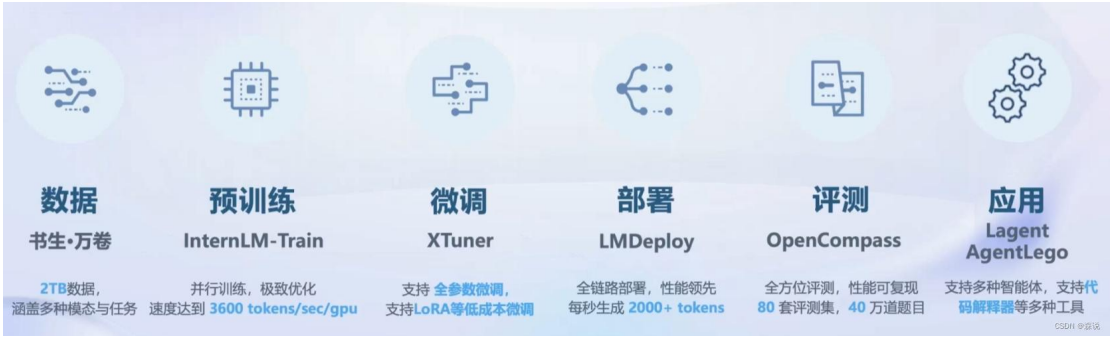 数据
书生·万卷
2TB数据，
涵盖多种模态与任务
预训练
InternLM-Train
并行训练，极致优化
速度达到 3600 tokens/sec/gpu
微调
XTuner
支持 全参数微调，
支持LoRA等低成本微调
部署
LMDeploy
全链路部署，性能领先
每秒生成 2000+ tokens
评测
OpenCompass
全方位评测，性能可复现
80 套评测集，40 万道题目
应用
Lagent
AgentLego
支持多种智能体，支持代
码解释器等多种工具